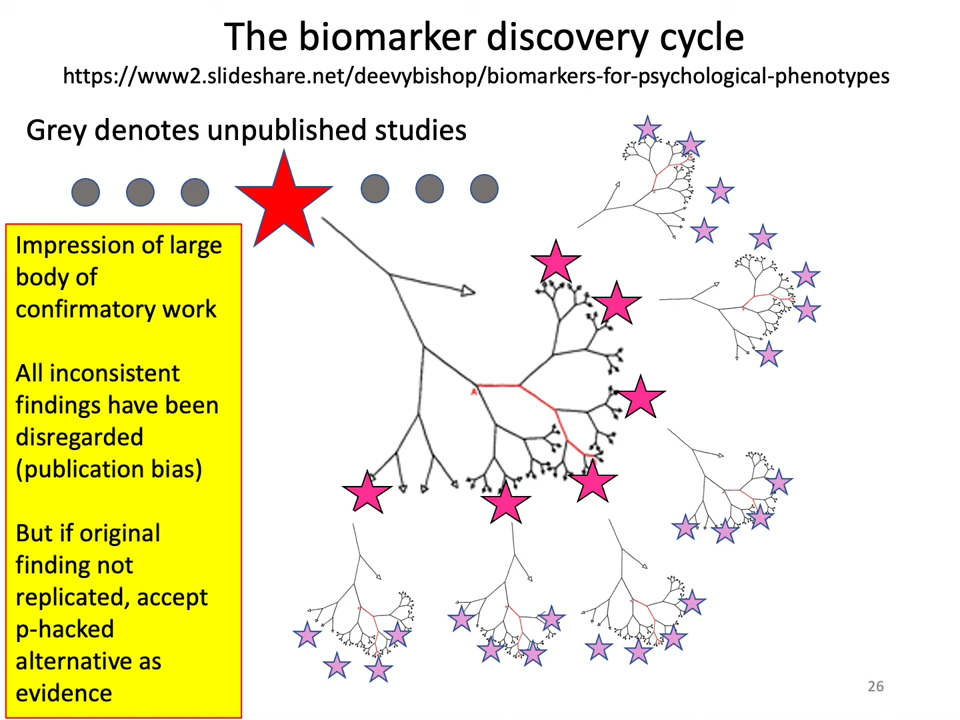 The biomarker discovery cycle
https://www2.slideshare.net/deevybishop/biomarkers-for-psychological-phenotypes
Grey denotes unpublished studies
Impression of large
body of
confirmatory work
All inconsistent
findings have been
disregarded
(publication bias)
But if original
finding not
replicated, accept
p-hacked
alternative as
evidence
A
26